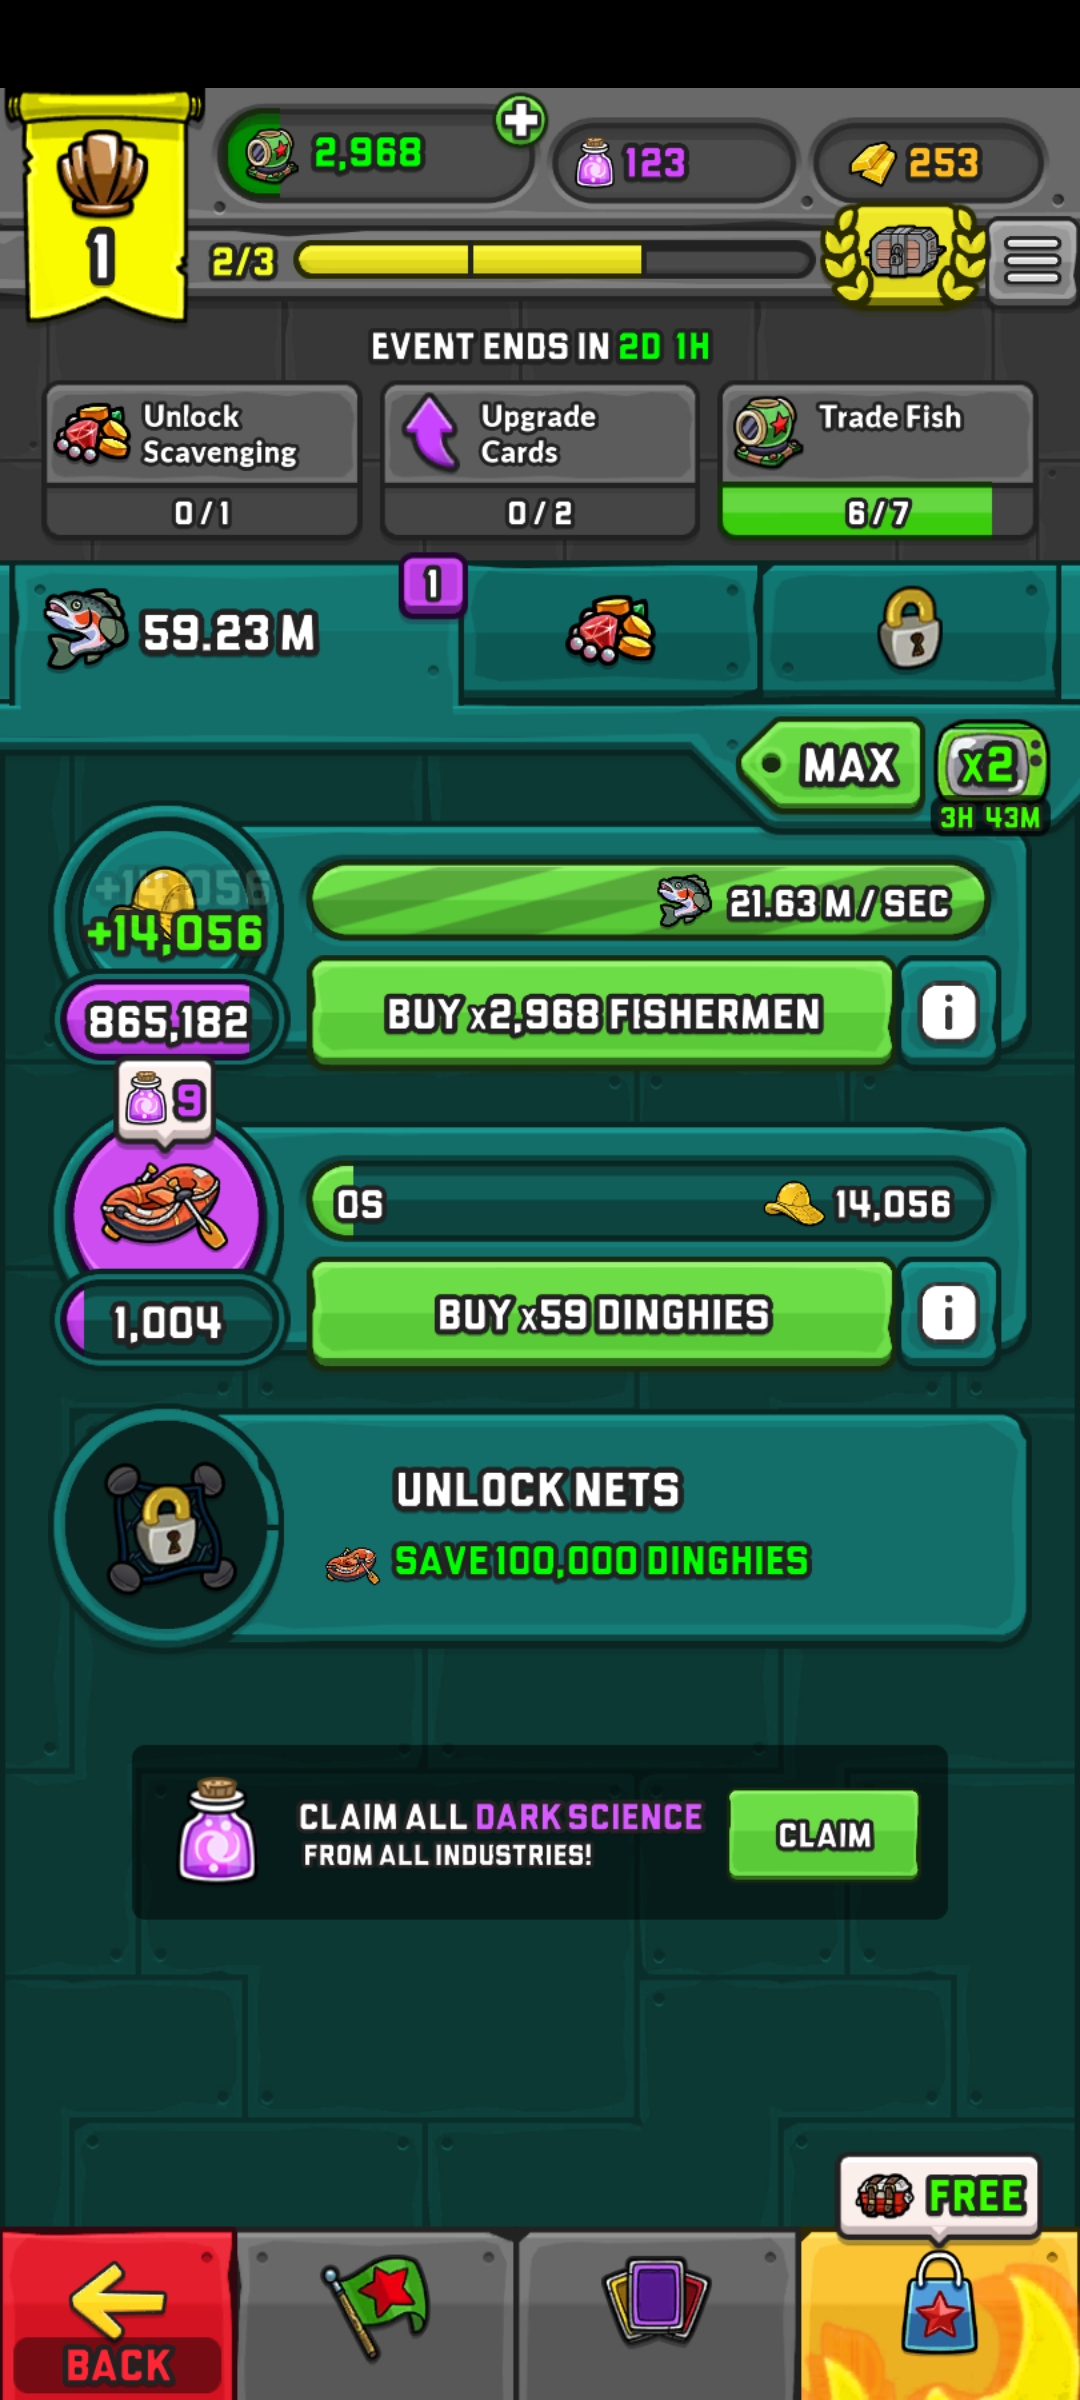 1
2,968
123
253
2/3
EVENT ENDS IN 2D 1H
Unlock
Scavenging
0/1
Upgrade
Cards
0/2
Trade Fish
6/7
59.23 M
1
MAX
x2
3H 43M
+14,056
+14,056
865,182
21.63 M / SEC
BUY x2,968 FISHERMEN
i
9
0S
14,056
1,004
BUY x59 DINGHIES
i
UNLOCK NETS
SAVE 100,000 DINGHIES
CLAIM ALL DARK SCIENCE
FROM ALL INDUSTRIES!
CLAIM
FREE
BACK